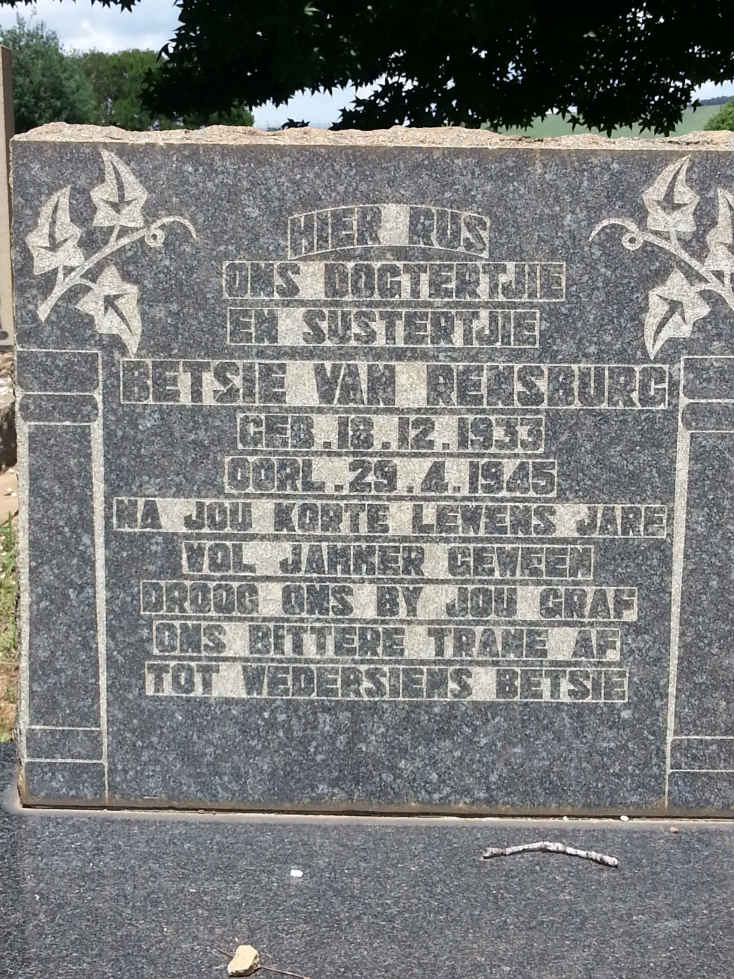 HIER RUS
ONS DOGTERTJIE
EN SUSTERTJIE
BETSIE VAN RENSBURG
GEB. 18.12.1933
OORL. 29.4.1945
NA JOU KORTE LEWENS JARE
VOL JAMMER GEWEEN
DROOG ONS BY JOU GRAF
ONS BITTERE TRANE AF
TOT WEDERSIENS BETSIE